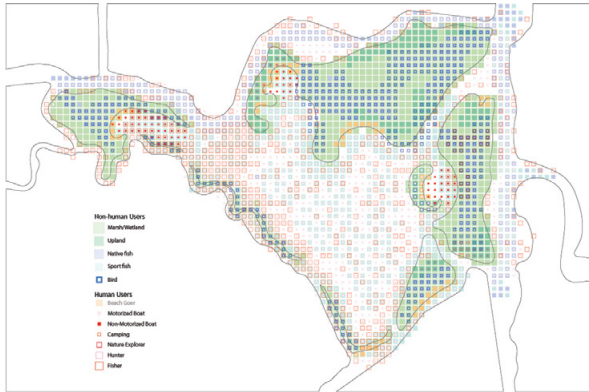 Non-human Users
Marsh/Wetland
Upland
Native fish
Sport fish
Bird
Human Users
Beach Goer
Motorized Boat
Non-Motorized Boat
Camping
Nature Explorer
Hunter
Fisher